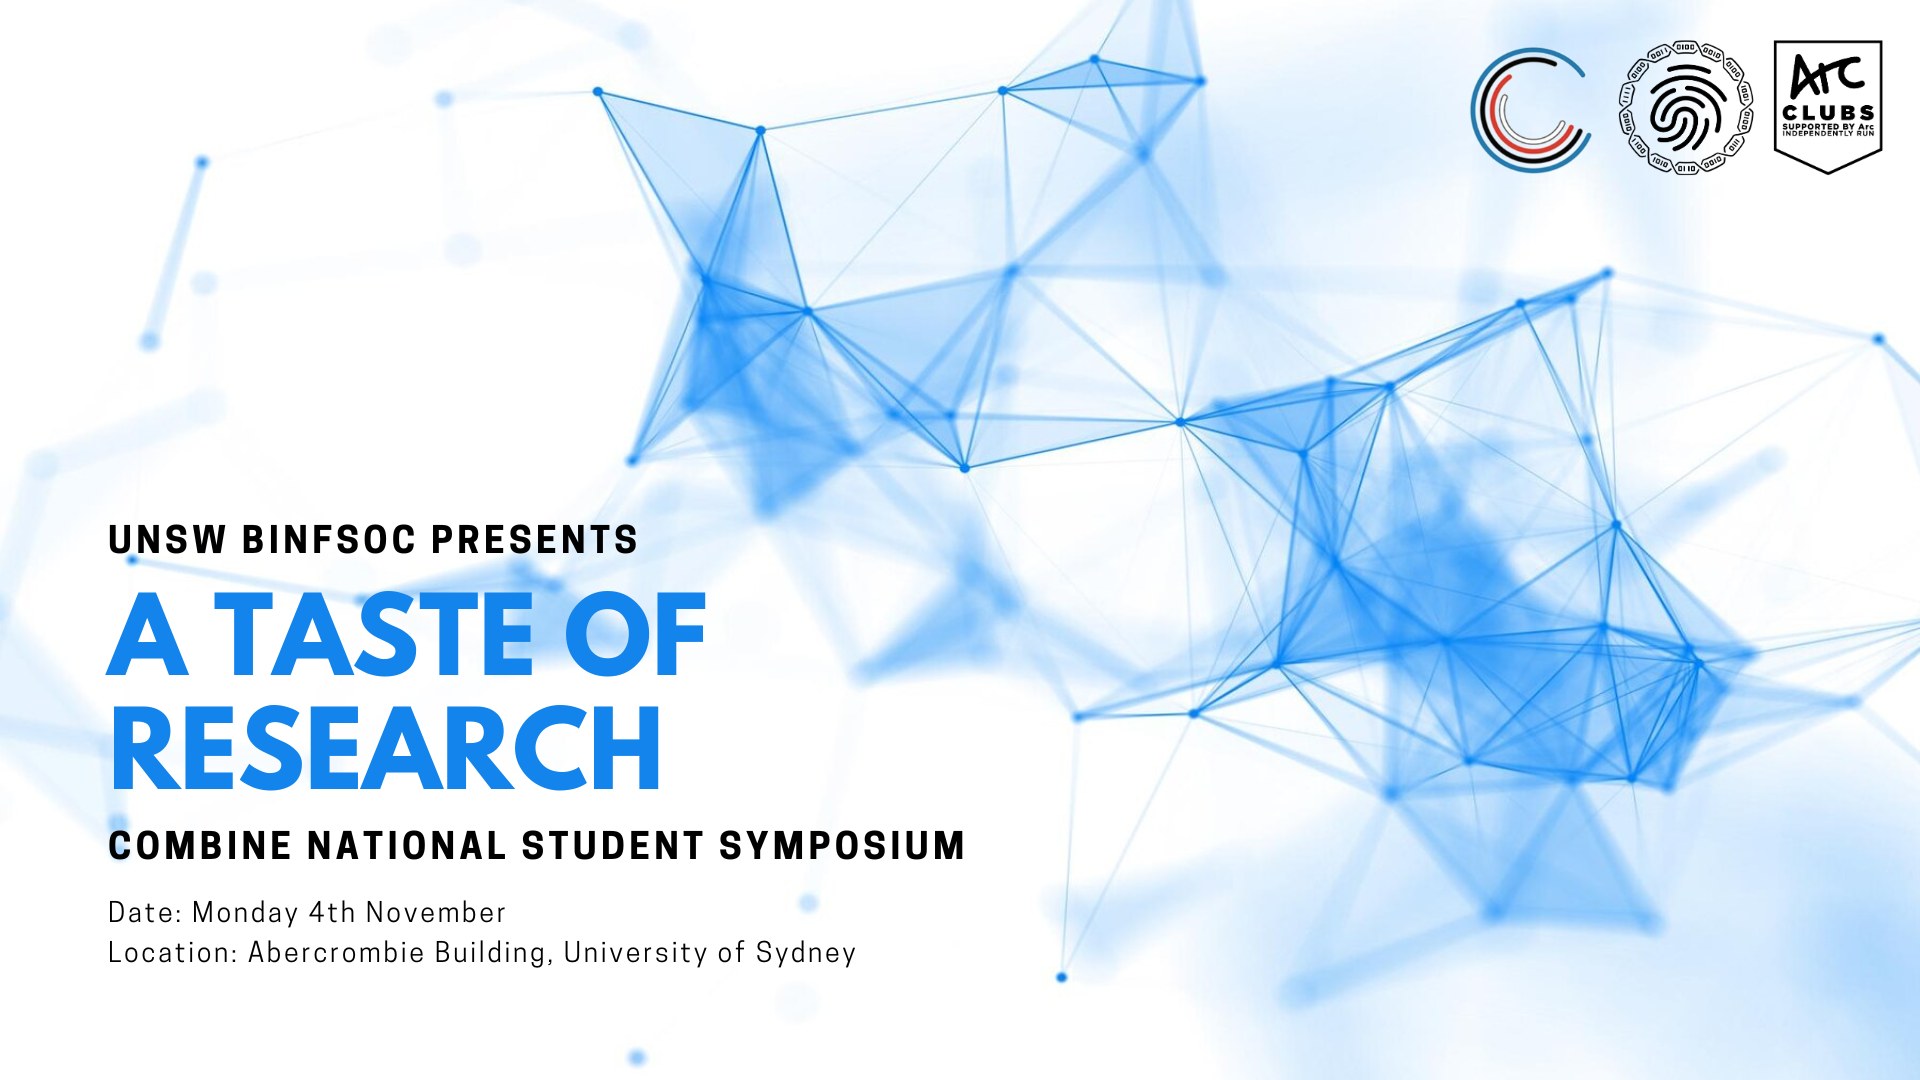 Arc
CLUBS
SUPPORTED BY Arc
INDEPENDENTLY RUN
UNSW BINFSOC PRESENTS
A TASTE OF
RESEARCH
COMBINE NATIONAL STUDENT SYMPOSIUM
Date: Monday 4th November
Location: Abercrombie Building, University of Sydney